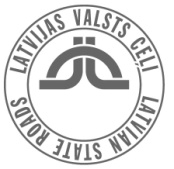 LATVIJAS VALSTS CEĻI
LATVIAN STATE ROADS